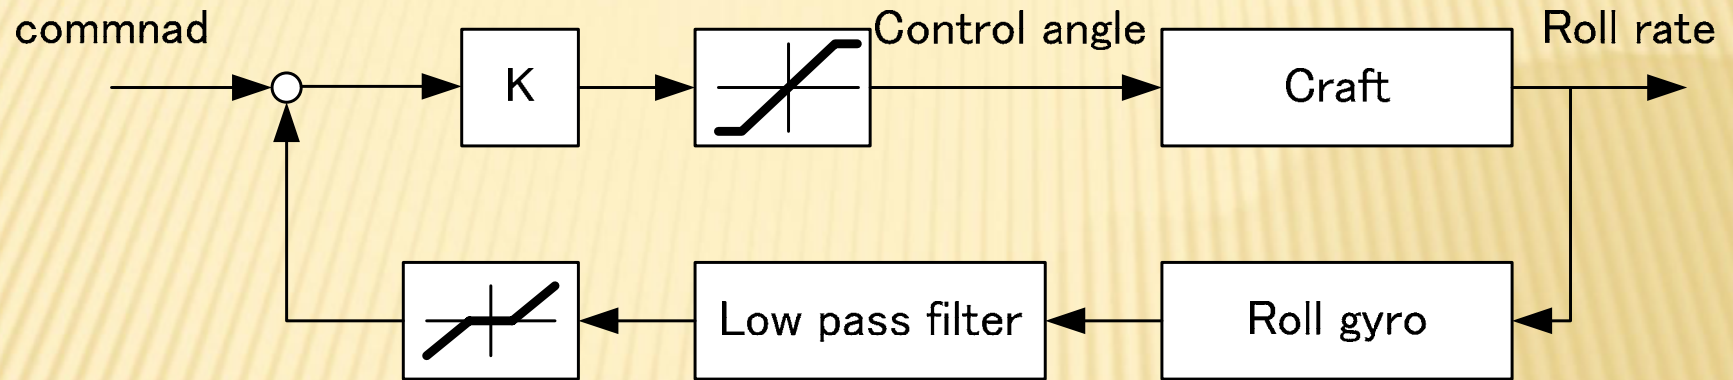 commnad
Control angle
Roll rate
K
Craft
Low pass filter
Roll gyro